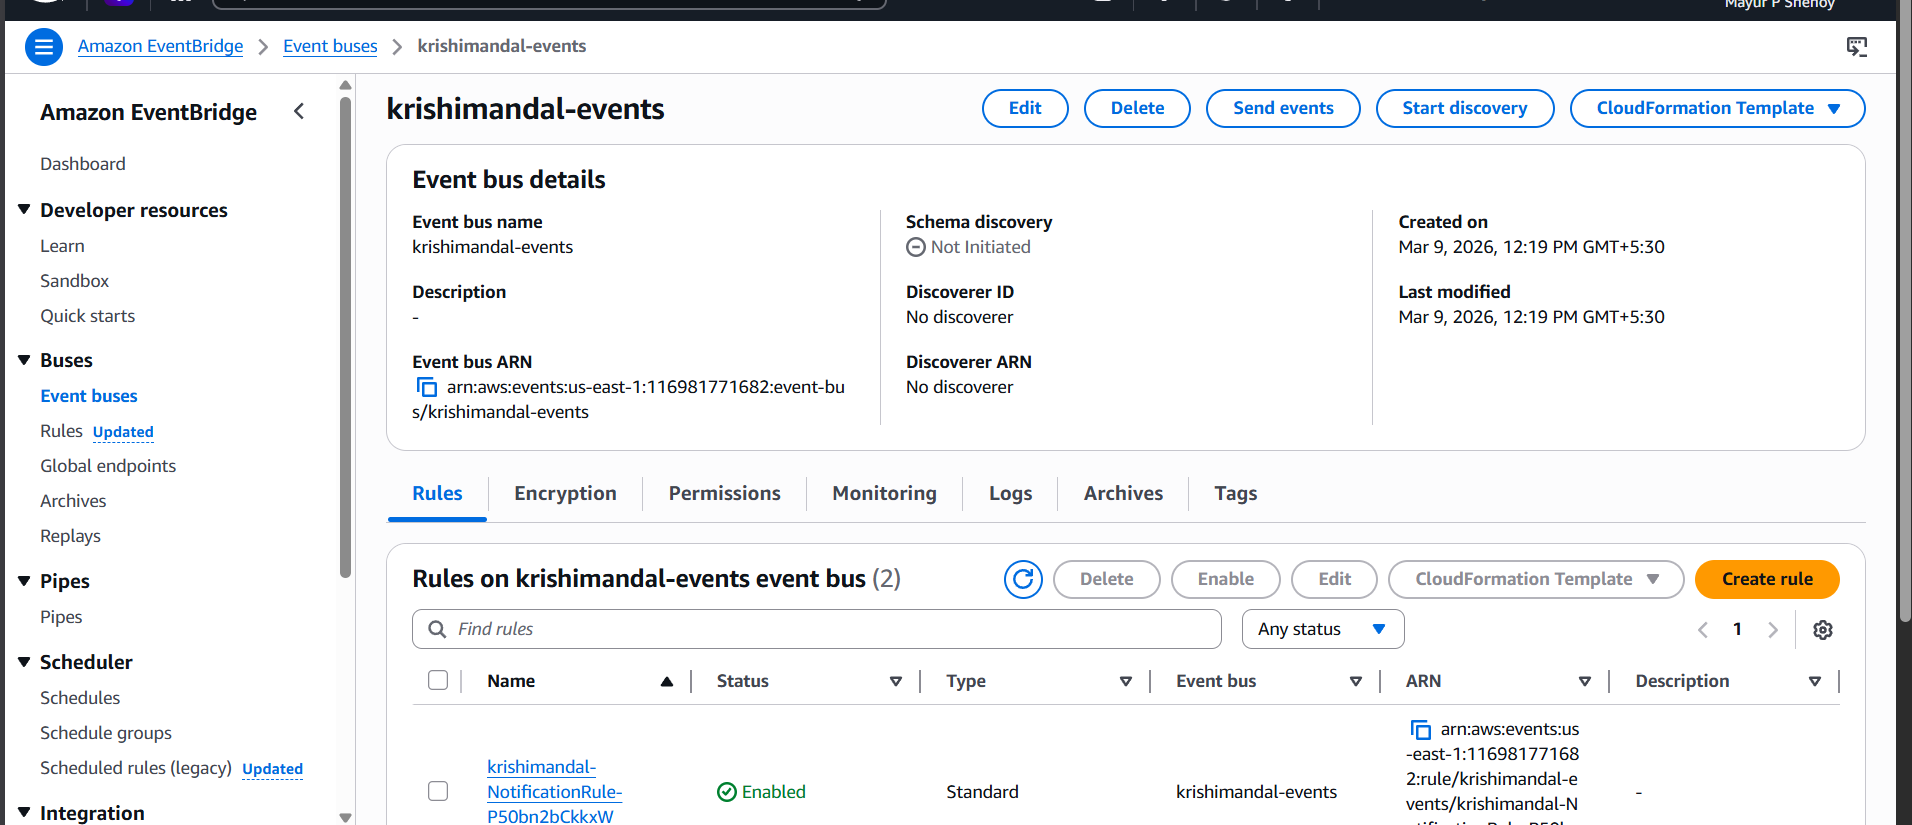 Mayur P Shenoy
Amazon EventBridge > Event buses > krishimandal-events
Amazon EventBridge
Dashboard
Developer resources
Learn
Sandbox
Quick starts
Buses
Event buses
Rules Updated
Global endpoints
Archives
Replays
Pipes
Pipes
Scheduler
Schedules
Schedule groups
Scheduled rules (legacy) Updated
Integration
krishimandal-events
Edit
Delete
Send events
Start discovery
CloudFormation Template
Event bus details
Event bus name
krishimandal-events
Description
-
Event bus ARN
arn:aws:events:us-east-1:116981771682:event-bu
s/krishimandal-events
Schema discovery
Not Initiated
Discoverer ID
No discoverer
Discoverer ARN
No discoverer
Created on
Mar 9, 2026, 12:19 PM GMT+5:30
Last modified
Mar 9, 2026, 12:19 PM GMT+5:30
Rules
Encryption
Permissions
Monitoring
Logs
Archives
Tags
Rules on krishimandal-events event bus (2)
Delete
Enable
Edit
CloudFormation Template
Create rule
Find rules
Any status
1
Name
Status
Type
Event bus
ARN
Description
krishimandal-
NotificationRule-
P50bn2bCkkxW
Enabled
Standard
krishimandal-events
arn:aws:events:us
-east-1:11698177168
2:rule/krishimandal-e
vents/krishimandal-N
-